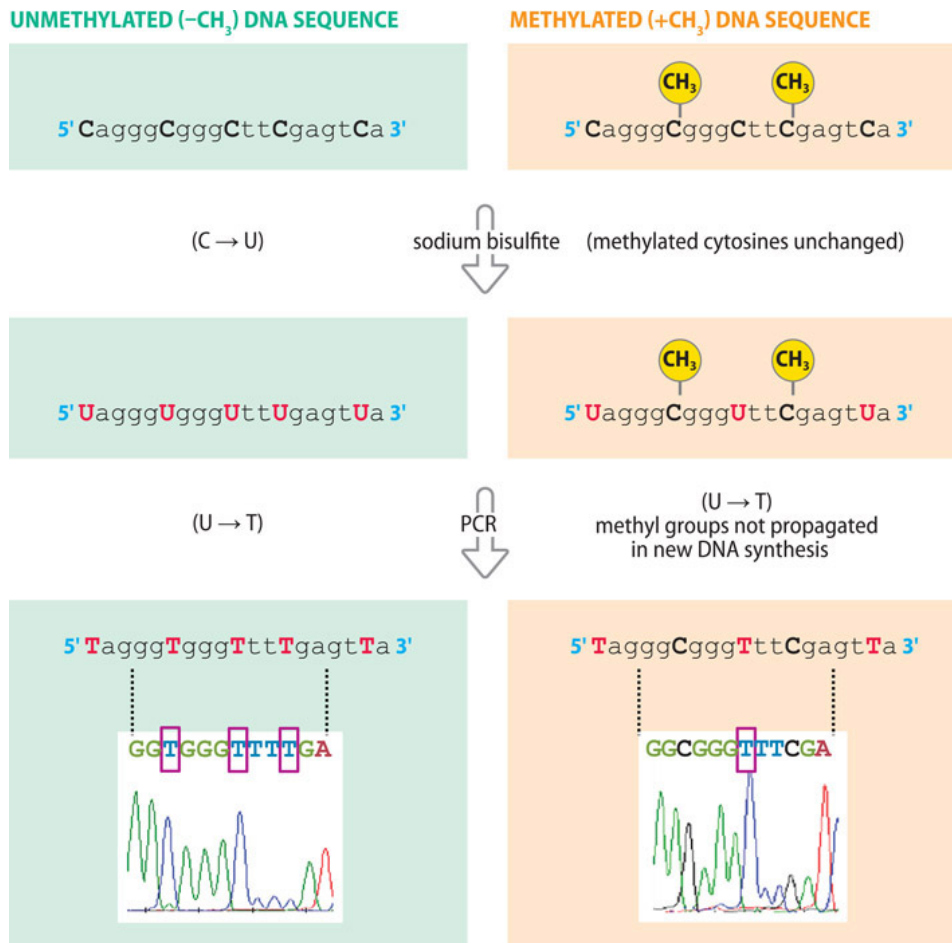 UNMETHYLATED (−CH₃) DNA SEQUENCE
METHYLATED (+CH₃) DNA SEQUENCE
CH₃ CH₃
5' CagggCgggCttCgagtCa 3'
5' CagggCgggCttCgagtCa 3'
(C → U)
sodium bisulfite
(methylated cytosines unchanged)
CH₃ CH₃
5' UagggUgggUttUgagtUa 3'
5' UagggCgggUttCgagtUa 3'
(U → T)
PCR
(U → T)
methyl groups not propagated
in new DNA synthesis
5' TagggTgggTttTgagtTa 3'
5' TagggCgggTttCgagtTa 3'
GGTGGGTTTTGA
GGCGGGTTTCGA